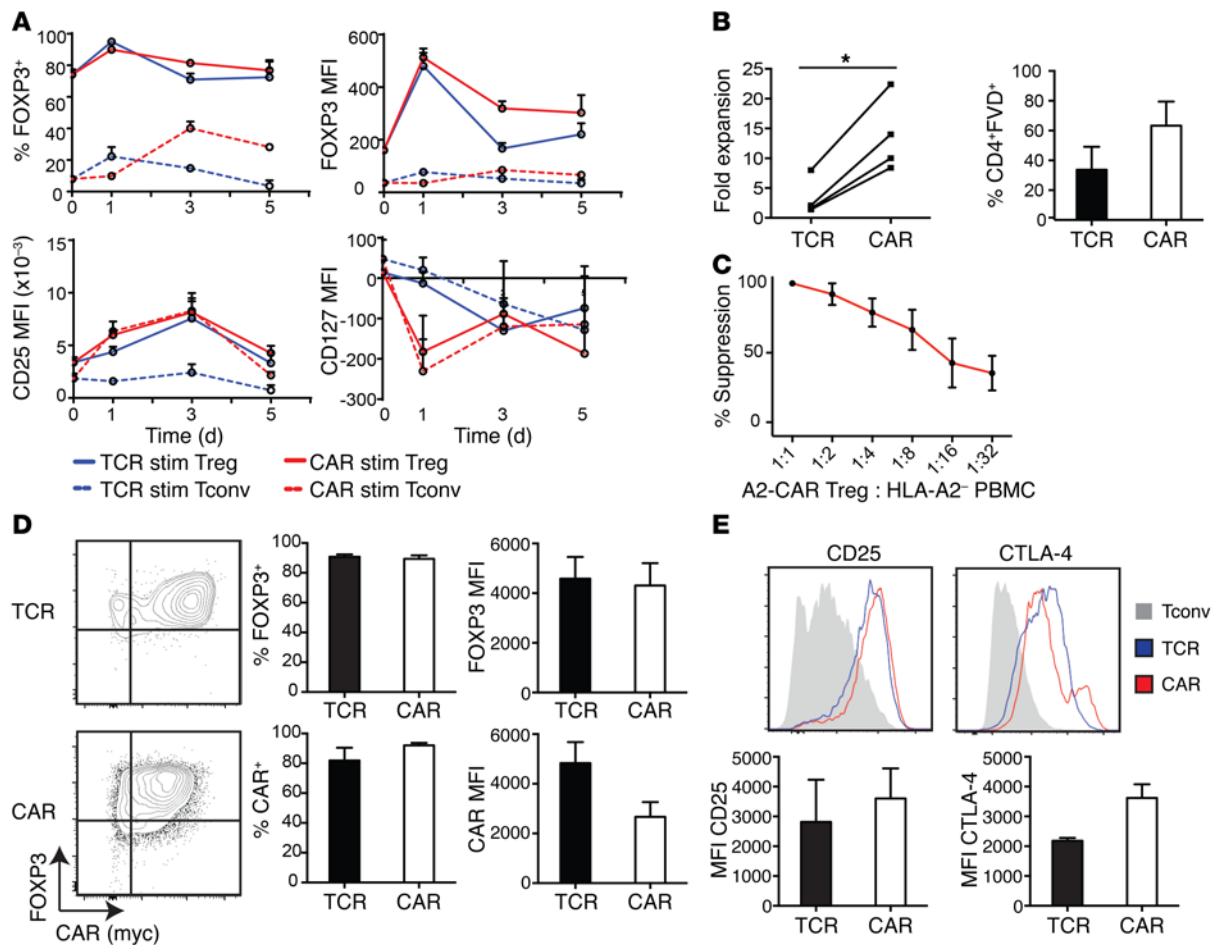 A
% FOXP3+
100
80
60
40
20
0
0 1 3 5
FOXP3 MFI
600
400
200
0
0 1 3 5
CD25 MFI (x10⁻³)
15
10
5
0
0 1 3 5
Time (d)
CD127 MFI
100
0
-100
-200
-300
0 1 3 5
Time (d)
TCR stim Treg
CAR stim Treg
TCR stim Tconv
CAR stim Tconv
B
*
Fold expansion
25
20
15
10
5
0
TCR CAR
% CD4+FVD+
100
80
60
40
20
0
TCR CAR
C
% Suppression
100
50
0
1:1 1:2 1:4 1:8 1:16 1:32
A2-CAR Treg : HLA-A2⁻ PBMC
D
TCR
CAR
FOXP3
CAR (myc)
% FOXP3+
100
80
60
40
20
0
TCR CAR
FOXP3 MFI
6000
4000
2000
0
TCR CAR
% CAR+
100
80
60
40
20
0
TCR CAR
CAR MFI
6000
4000
2000
0
TCR CAR
E
CD25
CTLA-4
Tconv
TCR
CAR
MFI CD25
5000
4000
3000
2000
1000
0
TCR CAR
MFI CTLA-4
5000
4000
3000
2000
1000
0
TCR CAR